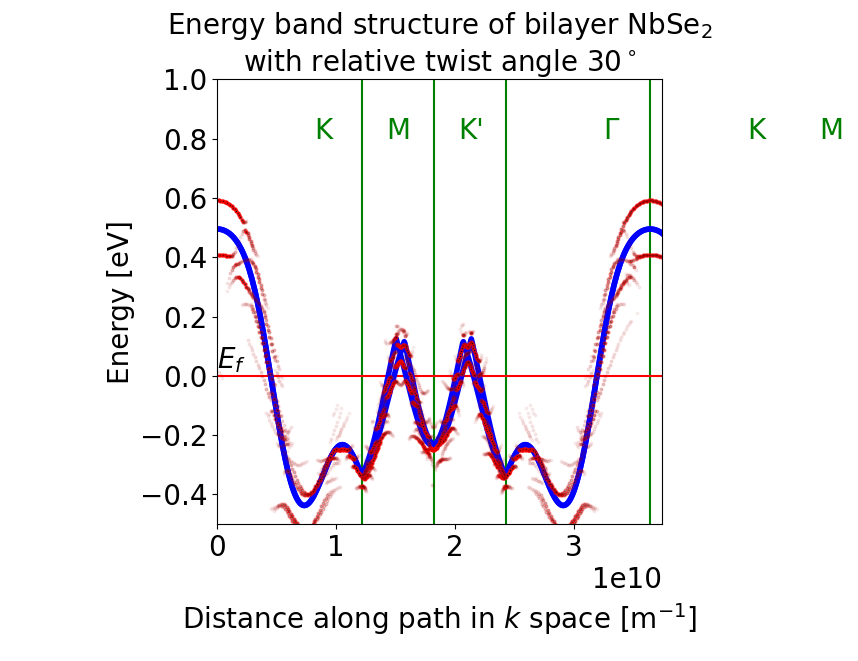 Energy band structure of bilayer NbSe₂
with relative twist angle 30°
1.0
K M K' Γ K M
0.8
0.6
0.4
0.2
E_f
0.0
−0.2
−0.4
Energy [eV]
0 1 2 3
1e10
Distance along path in k space [m⁻¹]